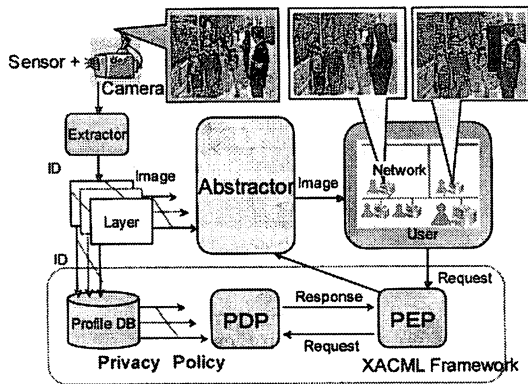 Sensor +
Camera
Extractor
ID
Image
Layer
Abstractor
Image
Network
User
ID
Request
Profile DB
PDP
Response
Request
PEP
Privacy Policy
XACML Framework